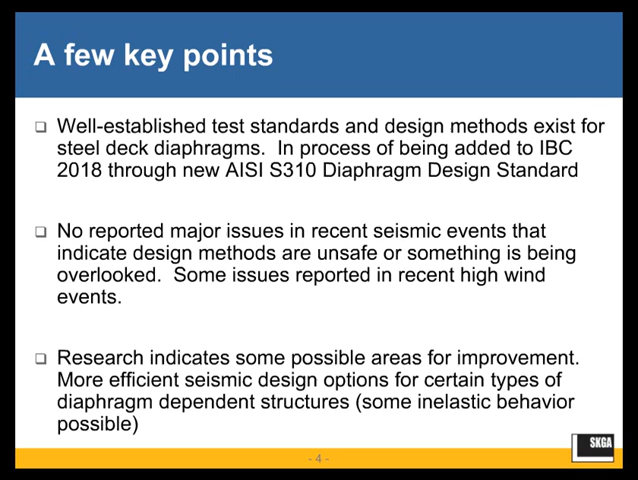 A few key points
Well-established test standards and design methods exist for
steel deck diaphragms. In process of being added to IBC
2018 through new AISI S310 Diaphragm Design Standard
No reported major issues in recent seismic events that
indicate design methods are unsafe or something is being
overlooked. Some issues reported in recent high wind
events.
Research indicates some possible areas for improvement.
More efficient seismic design options for certain types of
diaphragm dependent structures (some inelastic behavior
possible)
- 4 -
SKGA